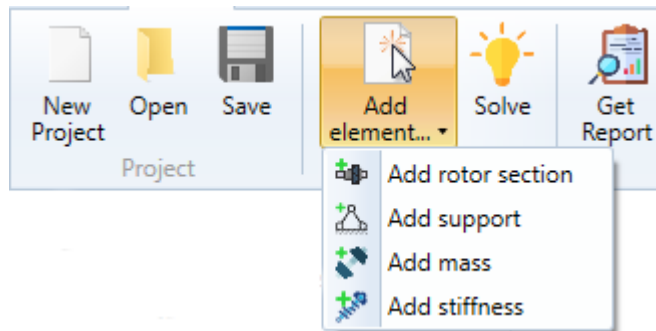 New
Project
Open
Save
Add
element...
Solve
Get
Report
Project
Add rotor section
Add support
Add mass
Add stiffness